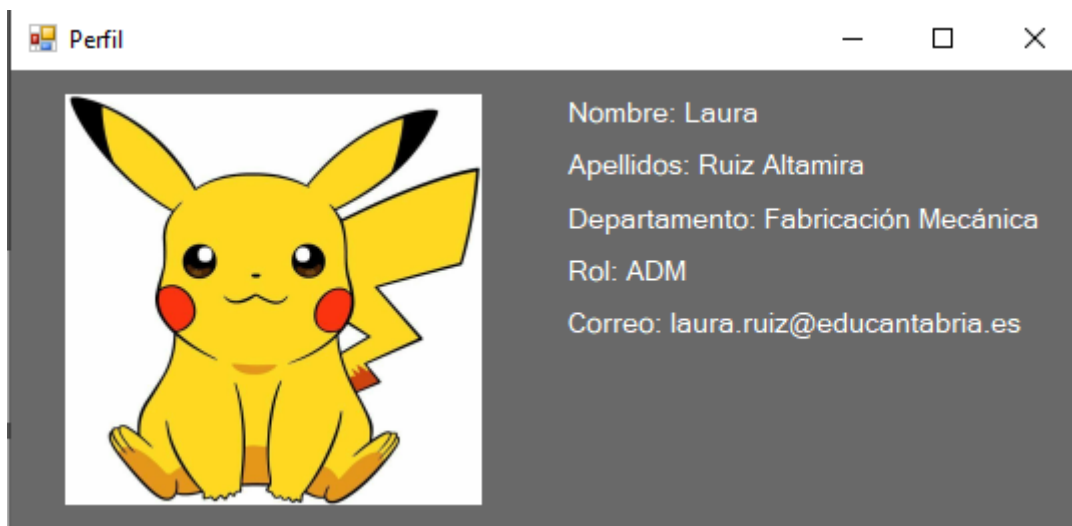 Perfil
Nombre: Laura
Apellidos: Ruiz Altamira
Departamento: Fabricación Mecánica
Rol: ADM
Correo: laura.ruiz@educantabria.es